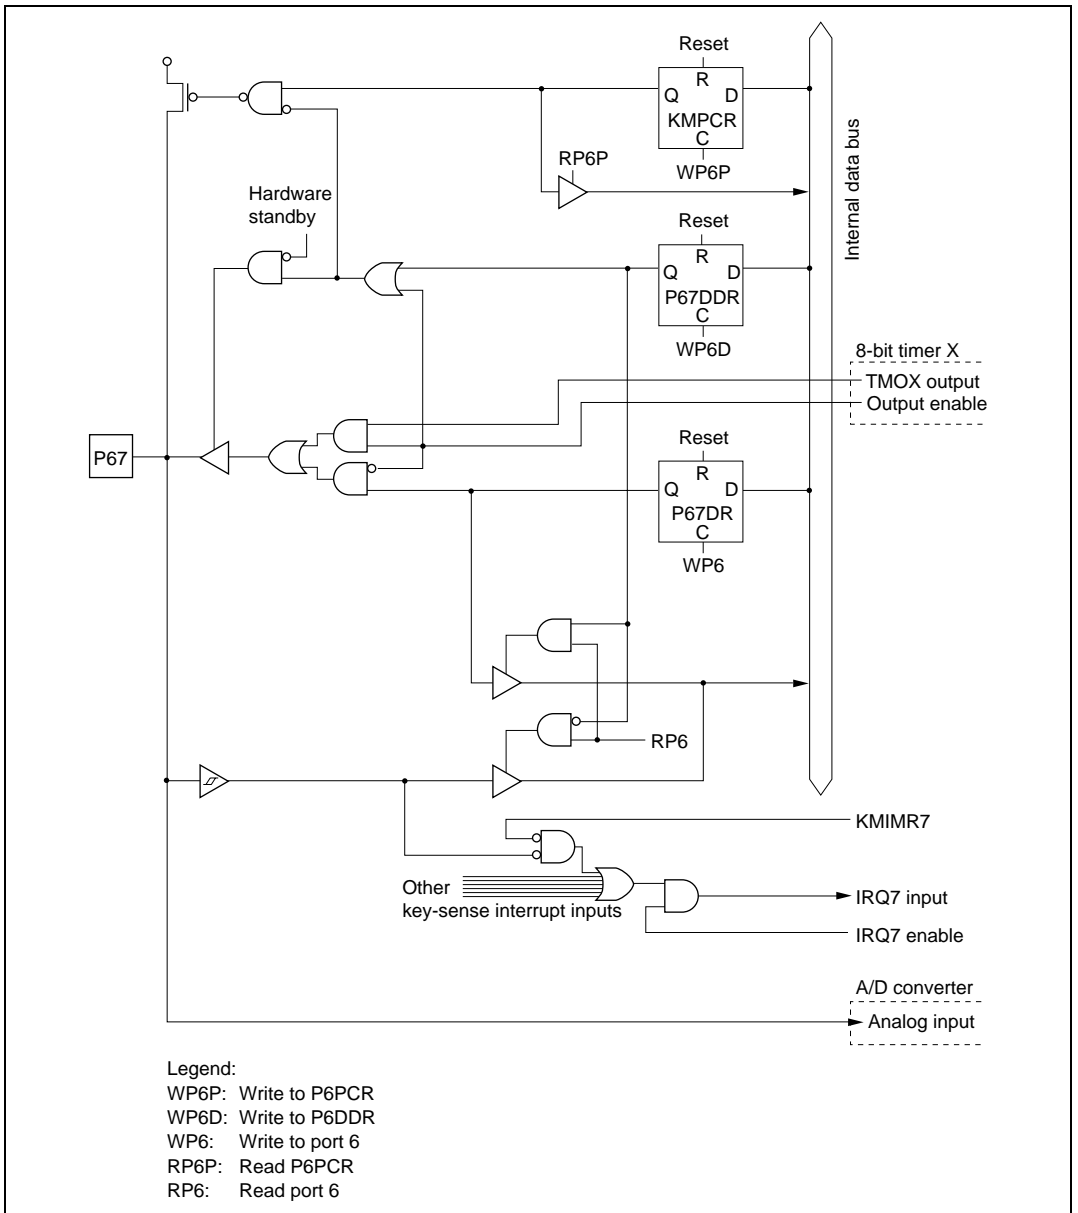 Reset
R
Q D
KMPCR
C
WP6P
RP6P
Hardware
standby
Internal data bus
Reset
R
Q D
P67DDR
C
WP6D
8-bit timer X
TMOX output
Output enable
P67
Reset
R
Q D
P67DR
C
WP6
RP6
KMIMR7
Other
key-sense interrupt inputs
IRQ7 input
IRQ7 enable
A/D converter
Analog input
Legend:
WP6P: Write to P6PCR
WP6D: Write to P6DDR
WP6: Write to port 6
RP6P: Read P6PCR
RP6: Read port 6